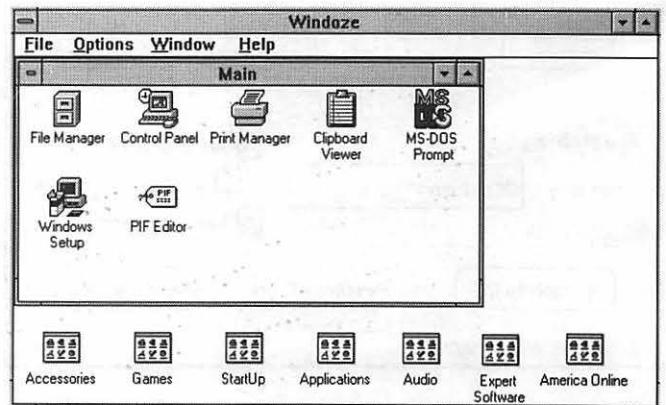 Windoze
File Options Window Help
Main
File Manager Control Panel Print Manager Clipboard Viewer MS-DOS Prompt
MS
DOS
Windows Setup PIF Editor
PIF
Accessories Games StartUp Applications Audio Expert Software America Online